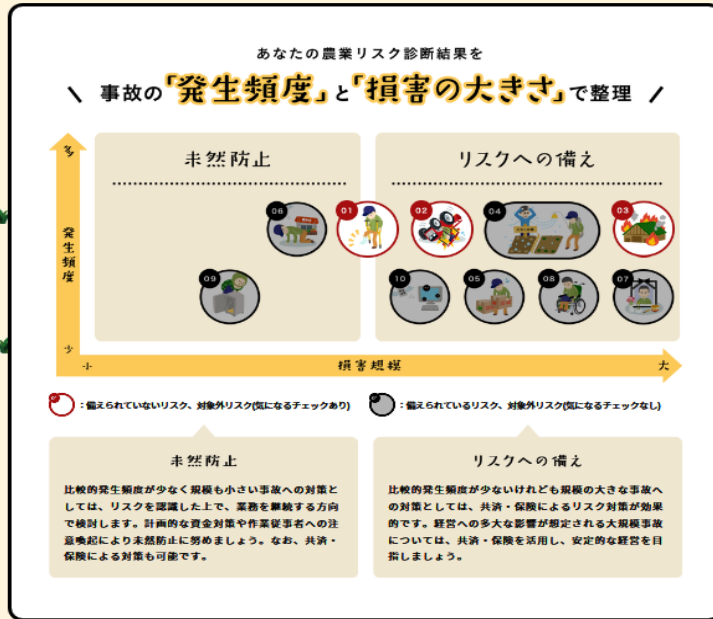 あなたの農業リスク診断結果を
事故の「発生頻度」と「損害の大きさ」で整理
未然防止
リスクへの備え
多
発生頻度
少
06
01
02
04
03
09
10
05
08
07
小
損害規模
大
:備えられていないリスク、対象外リスク(気になるチェックあり)
:備えられているリスク、対象外リスク(気になるチェックなし)
未然防止
比較的発生頻度が少なく規模も小さい事故への対策と
しては、リスクを認識した上で、業務を継続する方向
で検討します。計画的な資金対策や作業従事者への注
意喚起により未然防止に努めましょう。なお、共済・
保険による対策も可能です。
リスクへの備え
比較的発生頻度が少ないけれども規模の大きな事故へ
の対策としては、共済・保険によるリスク対策が効果
的です。経営への多大な影響が想定される大規模事故
については、共済・保険を活用し、安定的な経営を目
指しましょう。